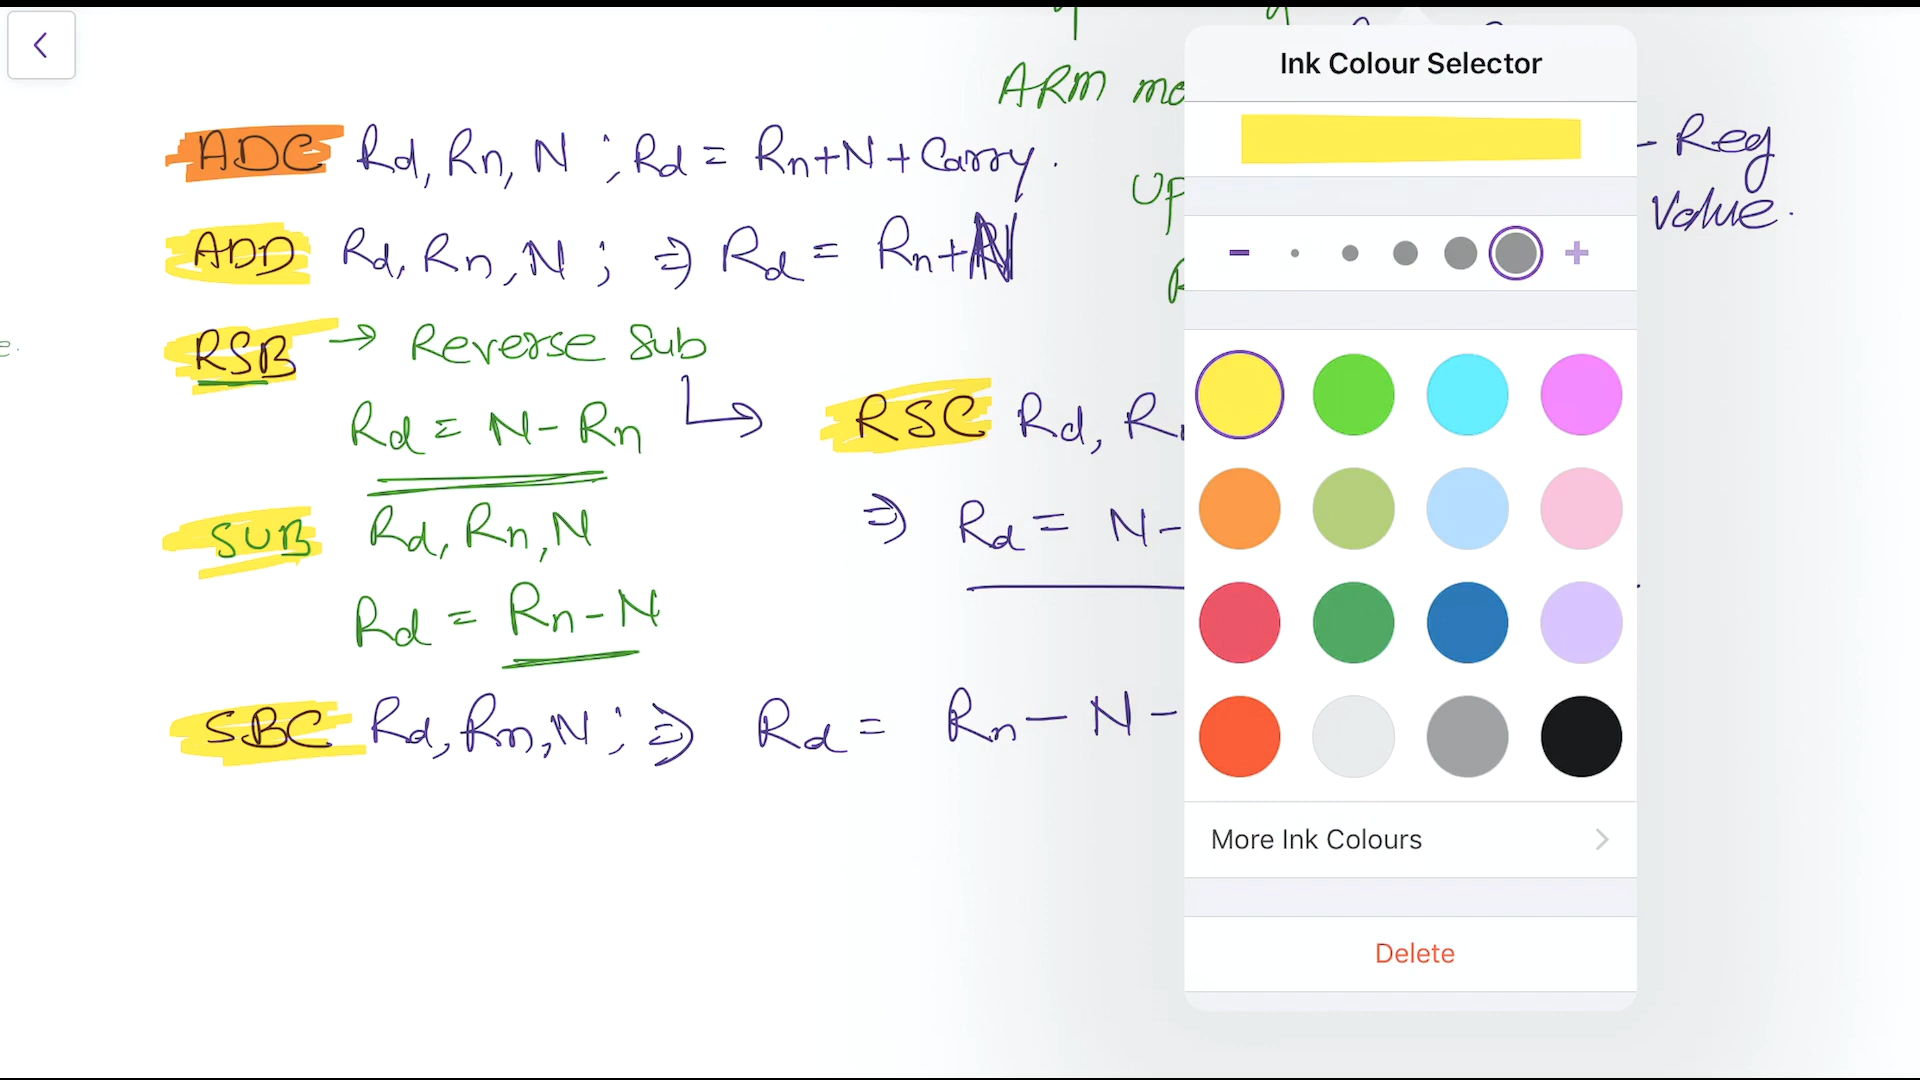 ARM
ADC Rd, Rn, N ; Rd = Rn+N+Carry.
UP
ADD Rd, Rn, N ; ⇒ Rd = Rn+N
RSB → Reverse Sub
Rd = N-Rn
RSC Rd, R
SUB Rd, Rn, N
⇒ Rd = N-
Rd = Rn-N
SBC Rd, Rn, N ; ⇒ Rd = Rn - N -
- Reg
Value.
Ink Colour Selector
- +
More Ink Colours >
Delete